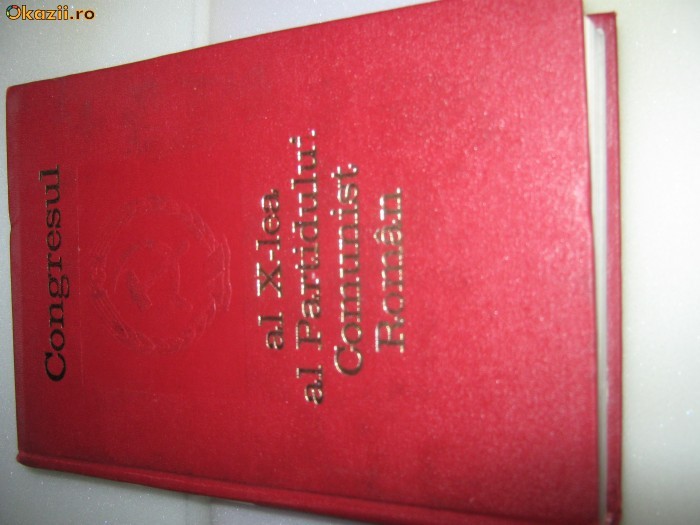 Okazii.ro
Congresul
al X-lea
al Partidului
Comunist
Român